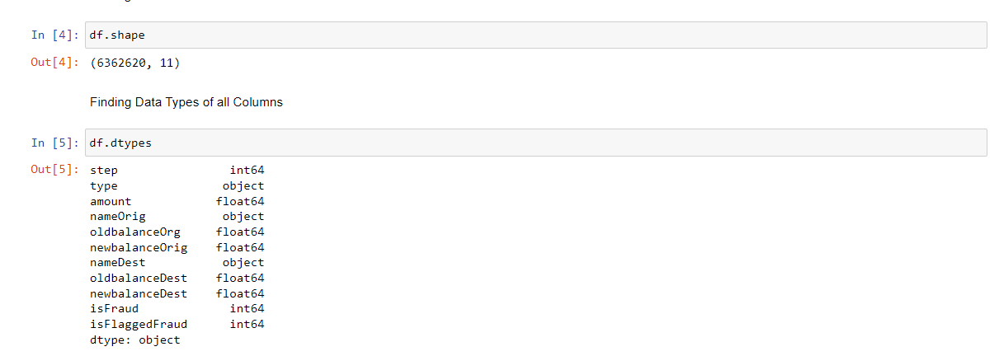 In [4]: df.shape
Out[4]: (6362620, 11)
Finding Data Types of all Columns
In [5]: df.dtypes
Out[5]: step int64
type object
amount float64
nameOrig object
oldbalanceOrg float64
newbalanceOrig float64
nameDest object
oldbalanceDest float64
newbalanceDest float64
isFraud int64
isFlaggedFraud int64
dtype: object